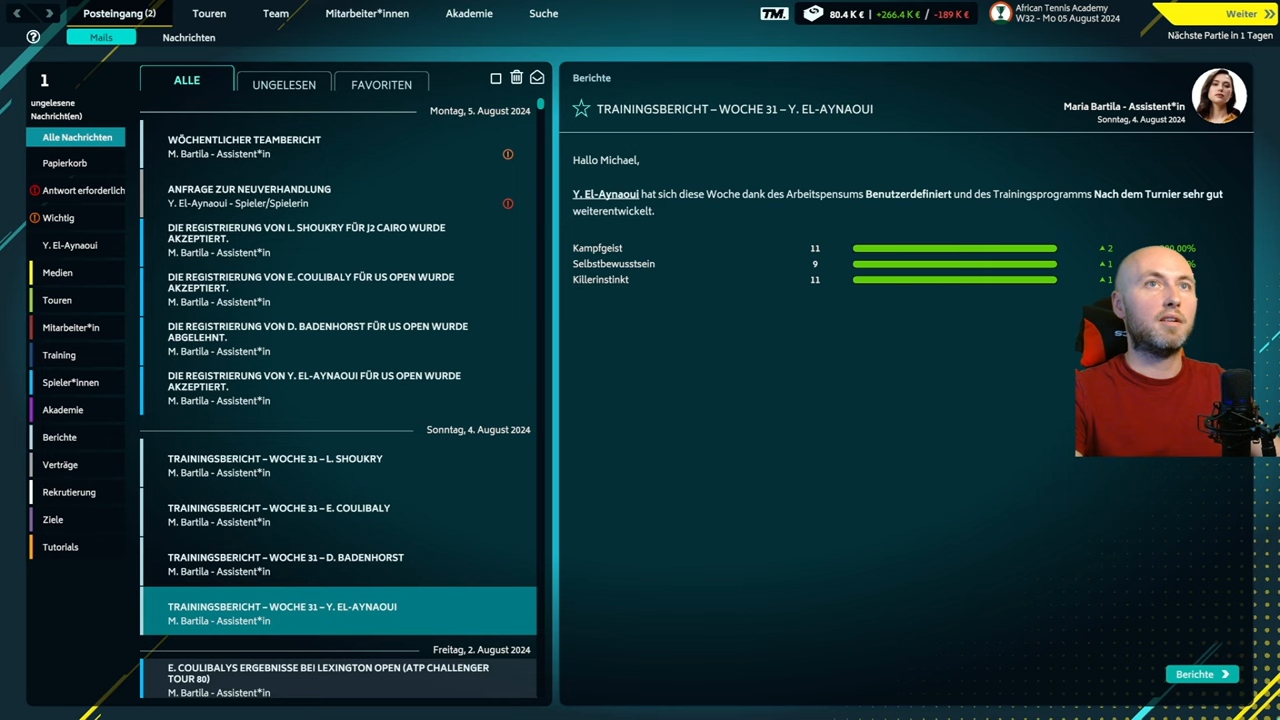 Posteingang (2)
Touren
Team
Mitarbeiter*innen
Akademie
Suche
TM.
80.4 K € | +266.4 K € / -189 K €
African Tennis Academy
W32 - Mo 05 August 2024
Weiter
Nächste Partie in 1 Tagen
Mails
Nachrichten
1
ungelesene
Nachricht(en)
Alle Nachrichten
Papierkorb
Antwort erforderlich
Wichtig
Y. El-Aynaoui
Medien
Touren
Mitarbeiter*in
Training
Spieler*innen
Akademie
Berichte
Verträge
Rekrutierung
Ziele
Tutorials
ALLE
UNGELESEN
FAVORITEN
Montag, 5. August 2024
WÖCHENTLICHER TEAMBERICHT
M. Bartila - Assistent*in
ANFRAGE ZUR NEUVERHANDLUNG
Y. El-Aynaoui - Spieler/Spielerin
DIE REGISTRIERUNG VON L. SHOUKRY FÜR J2 CAIRO WURDE
AKZEPTIERT.
M. Bartila - Assistent*in
DIE REGISTRIERUNG VON E. COULIBALY FÜR US OPEN WURDE
AKZEPTIERT.
M. Bartila - Assistent*in
DIE REGISTRIERUNG VON D. BADENHORST FÜR US OPEN WURDE
ABGELEHNT.
M. Bartila - Assistent*in
DIE REGISTRIERUNG VON Y. EL-AYNAOUI FÜR US OPEN WURDE
AKZEPTIERT.
M. Bartila - Assistent*in
Sonntag, 4. August 2024
TRAININGSBERICHT – WOCHE 31 – L. SHOUKRY
M. Bartila - Assistent*in
TRAININGSBERICHT – WOCHE 31 – E. COULIBALY
M. Bartila - Assistent*in
TRAININGSBERICHT – WOCHE 31 – D. BADENHORST
M. Bartila - Assistent*in
TRAININGSBERICHT – WOCHE 31 – Y. EL-AYNAOUI
M. Bartila - Assistent*in
Freitag, 2. August 2024
E. COULIBALYS ERGEBNISSE BEI LEXINGTON OPEN (ATP CHALLENGER
TOUR 80)
M. Bartila - Assistent*in
Berichte
TRAININGSBERICHT – WOCHE 31 – Y. EL-AYNAOUI
Maria Bartila - Assistent*in
Sonntag, 4. August 2024
Hallo Michael,
Y. El-Aynaoui hat sich diese Woche dank des Arbeitspensums Benutzerdefiniert und des Trainingsprogramms Nach dem Turnier sehr gut
weiterentwickelt.
Kampfgeist 11 2
Selbstbewusstsein 9 1
Killerinstinkt 11 1
Berichte